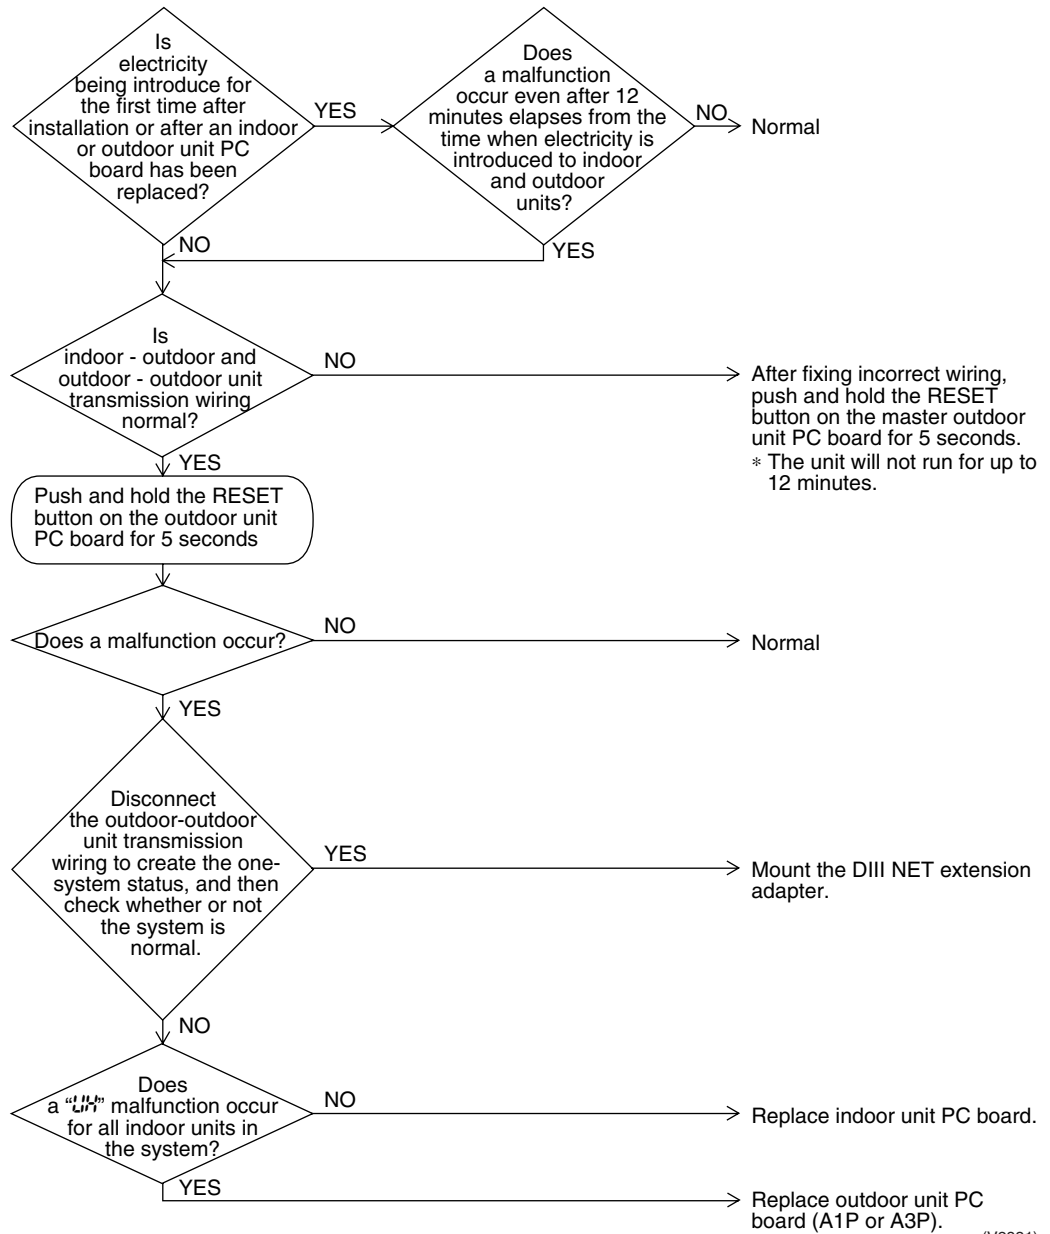 Is
electricity
being introduce for
the first time after
installation or after an indoor
or outdoor unit PC
board has been
replaced?
YES
Does
a malfunction
occur even after 12
minutes elapses from the
time when electricity is
introduced to indoor
and outdoor
units?
NO
Normal
NO
YES
Is
indoor - outdoor and
outdoor - outdoor unit
transmission wiring
normal?
NO
After fixing incorrect wiring,
push and hold the RESET
button on the master outdoor
unit PC board for 5 seconds.
* The unit will not run for up to
12 minutes.
YES
Push and hold the RESET
button on the outdoor unit
PC board for 5 seconds
Does a malfunction occur?
NO
Normal
YES
Disconnect
the outdoor-outdoor
unit transmission
wiring to create the one-
system status, and then
check whether or not
the system is
normal.
YES
Mount the DIII NET extension
adapter.
NO
Does
a “UH” malfunction occur
for all indoor units in
the system?
NO
Replace indoor unit PC board.
YES
Replace outdoor unit PC
board (A1P or A3P).